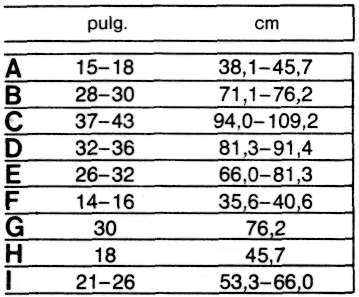 pulg. cm
A 15–18 38,1–45,7
B 28–30 71,1–76,2
C 37–43 94,0–109,2
D 32–36 81,3–91,4
E 26–32 66,0–81,3
F 14–16 35,6–40,6
G 30 76,2
H 18 45,7
I 21–26 53,3–66,0